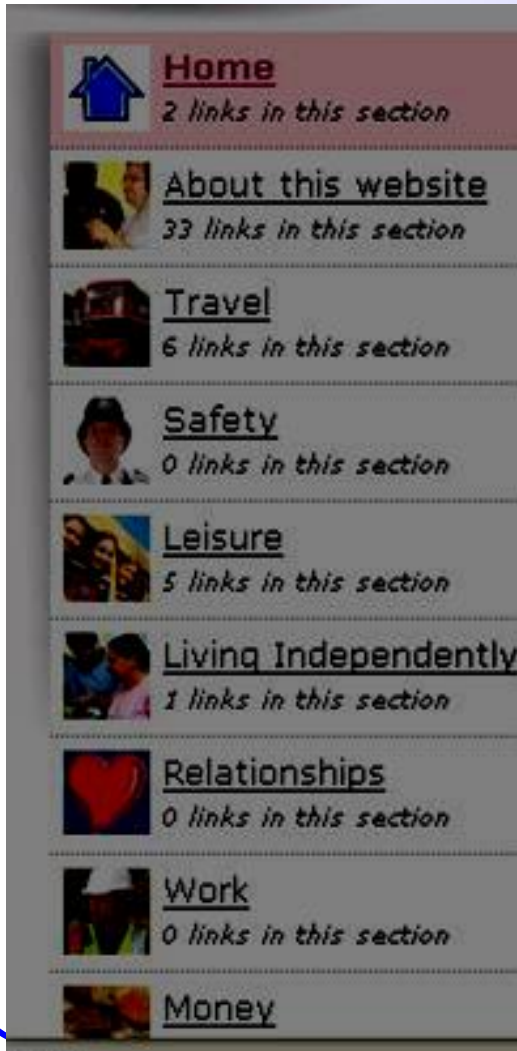 Home
2 links in this section
About this website
33 links in this section
Travel
6 links in this section
Safety
0 links in this section
Leisure
5 links in this section
Living Independently
1 links in this section
Relationships
0 links in this section
Work
0 links in this section
Money